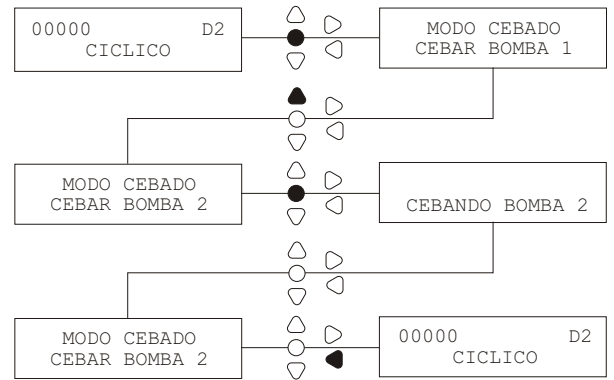 00000 D2
CICLICO
MODO CEBADO
CEBAR BOMBA 1
MODO CEBADO
CEBAR BOMBA 2
CEBANDO BOMBA 2
MODO CEBADO
CEBAR BOMBA 2
00000 D2
CICLICO